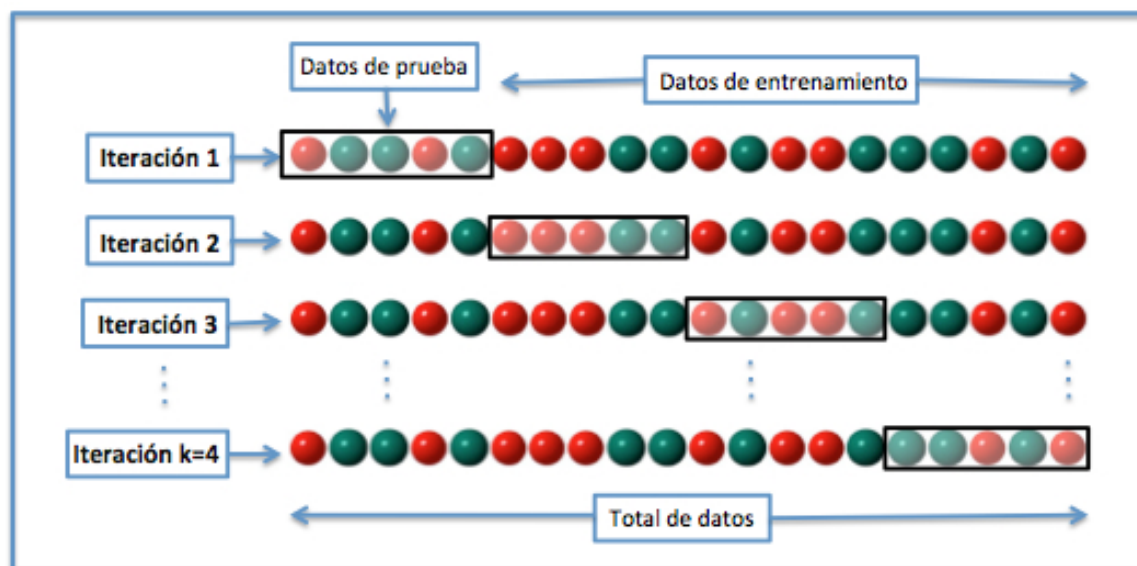 Datos de prueba
Datos de entrenamiento
Iteración 1
Iteración 2
Iteración 3
Iteración k=4
Total de datos